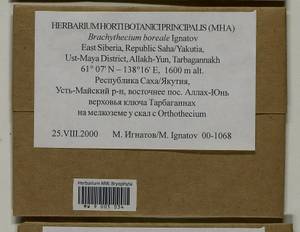 HERBARIUM HORTI BOTANICI PRINCIPALIS (MHA)
Brachythecium boreale Ignatov
East Siberia, Republic Saha/Yakutia,
Ust-Maya District, Allakh-Yun, Tarbagannakh
61° 07' N – 138°16' E, 1600 m alt.
Республика Саха/Якутия,
Усть-Майский р-н, восточнее пос. Аллах-Юнь
верховья ключа Тарбаганнах
на мелкоземе у скал с Orthothecium
25.VIII.2000 М. Игнатов/M. Ignatov 00-1068
Herbarium MW, Bryophyta